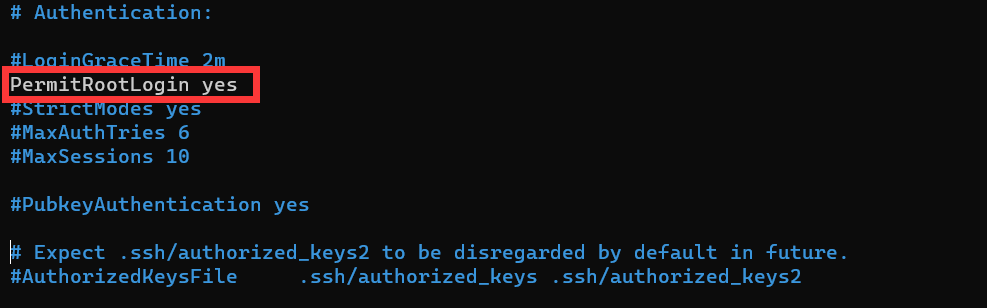 # Authentication:
#LoginGraceTime 2m
PermitRootLogin yes
#StrictModes yes
#MaxAuthTries 6
#MaxSessions 10
#PubkeyAuthentication yes
# Expect .ssh/authorized_keys2 to be disregarded by default in future.
#AuthorizedKeysFile     .ssh/authorized_keys .ssh/authorized_keys2